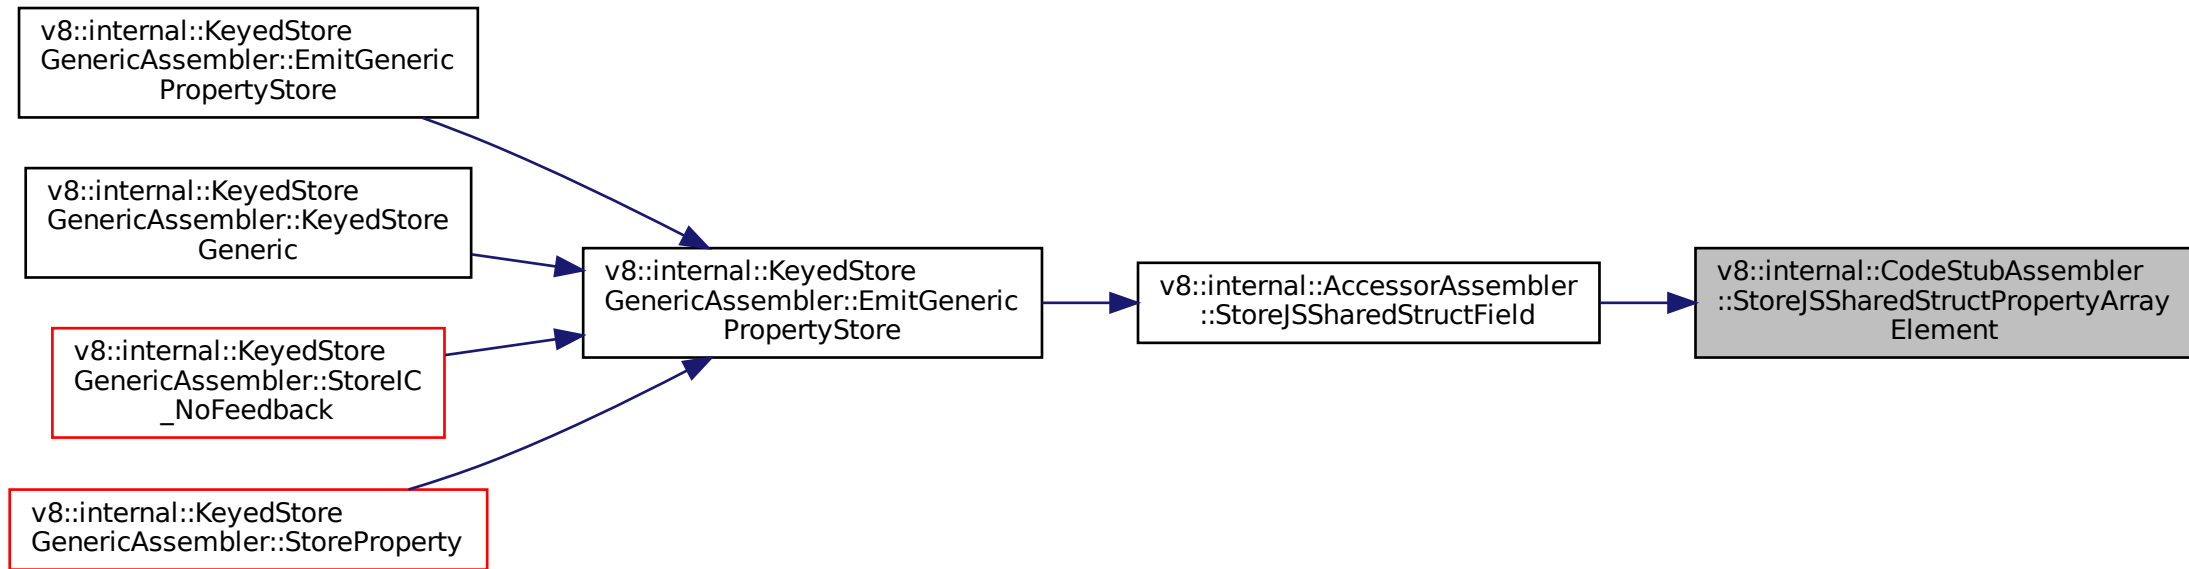 v8::internal::KeyedStore
GenericAssembler::EmitGeneric
PropertyStore
v8::internal::KeyedStore
GenericAssembler::KeyedStore
Generic
v8::internal::KeyedStore
GenericAssembler::StoreIC
_NoFeedback
v8::internal::KeyedStore
GenericAssembler::StoreProperty
v8::internal::KeyedStore
GenericAssembler::EmitGeneric
PropertyStore
v8::internal::AccessorAssembler
::StoreJSSharedStructField
v8::internal::CodeStubAssembler
::StoreJSSharedStructPropertyArray
Element